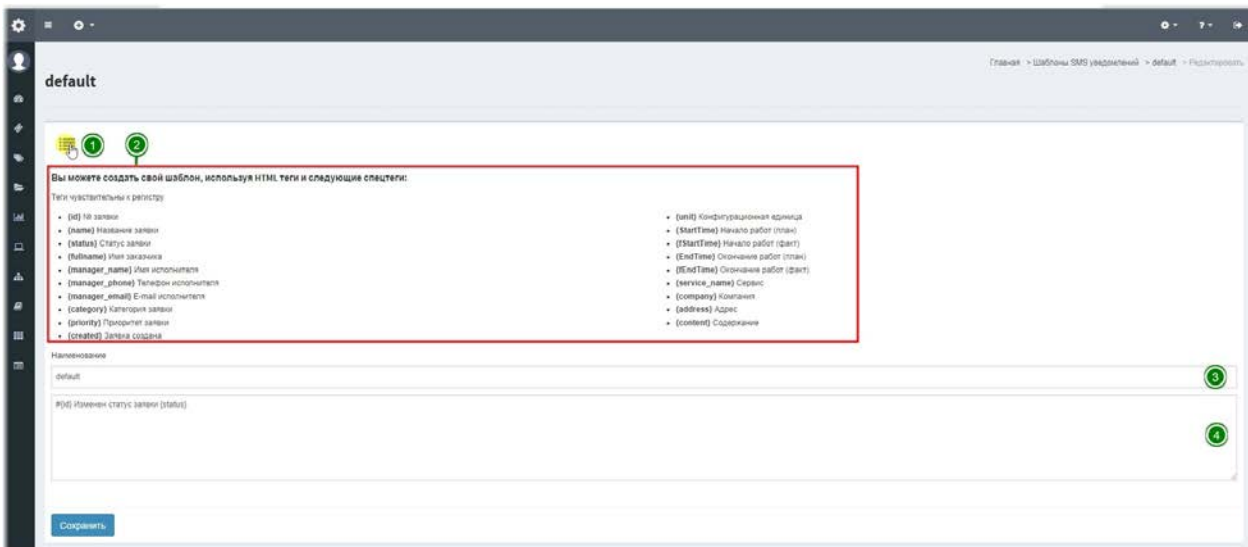 Главная > Шаблоны SMS уведомлений > default > Редактировать
default
1
2
Вы можете создать свой шаблон, используя HTML теги и следующие спецтеги:
Теги чувствительны к регистру
{id} № заявки
{name} Название заявки
{status} Статус заявки
{fullname} Имя заказчика
{manager_name} Имя исполнителя
{manager_phone} Телефон исполнителя
{manager_email} E-mail исполнителя
{category} Категория заявки
{priority} Приоритет заявки
{created} Заявка создана
{unit} Конфигурационная единица
{StartTime} Начало работ (план)
{fStartTime} Начало работ (факт)
{EndTime} Окончание работ (план)
{fEndTime} Окончание работ (факт)
{service_name} Сервис
{company} Компания
{address} Адрес
{content} Содержание
Наименование
default
3
#{id} Изменен статус заявки {status}
4
Сохранить